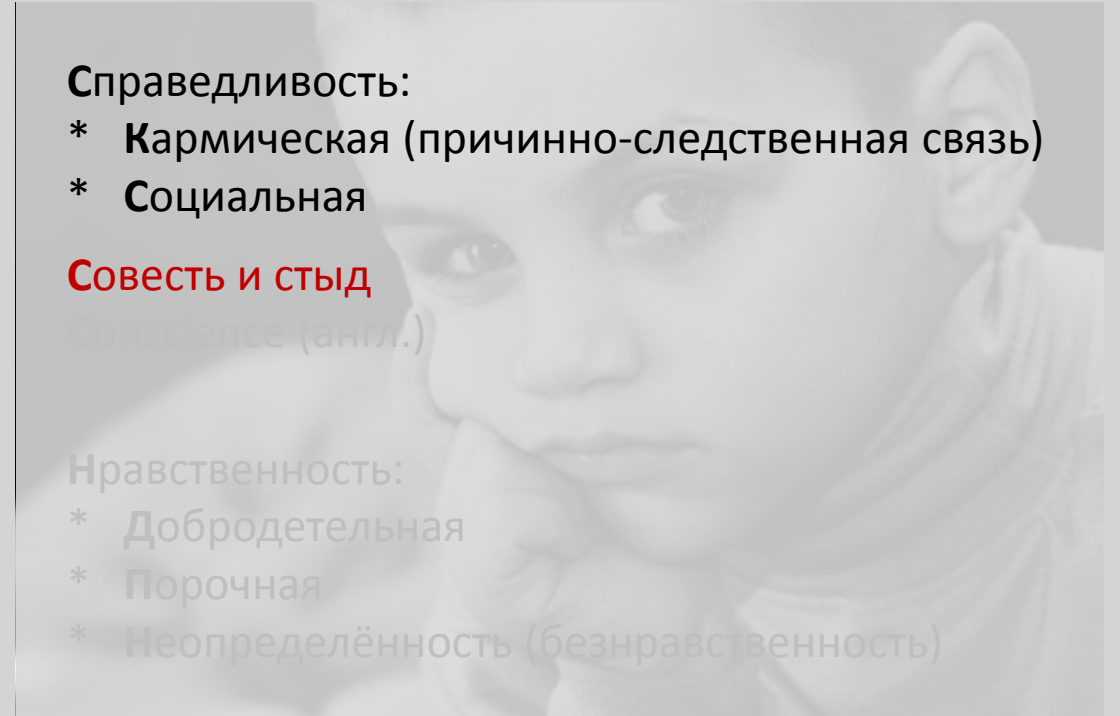 Справедливость:
* Кармическая (причинно-следственная связь)
* Социальная
Совесть и стыд
Conscience (англ.)
Нравственность:
* Добродетельная
* Порочная
* Неопределённость (безнравственность)